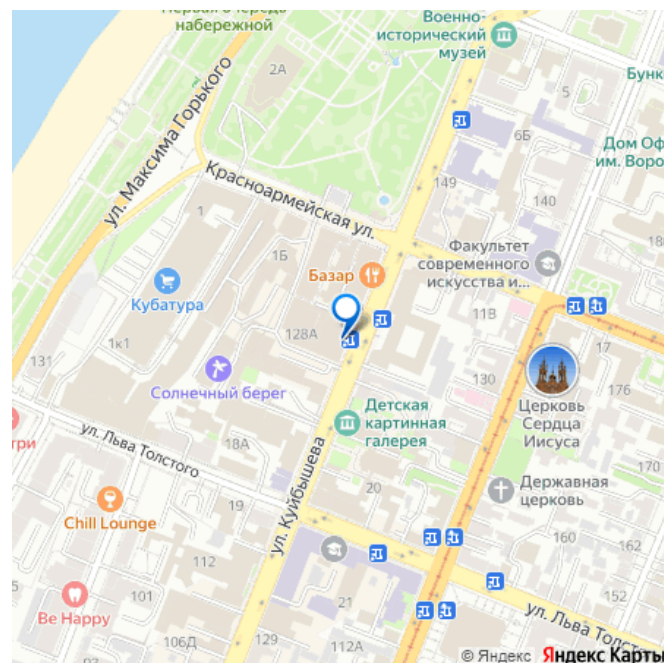 Первая очередь
набережной
Военно-
исторический
музей
2А
Бунк
5
6Б
ул. Максима Горького
Дом Оф
им. Воро
149
140
Красноармейская ул.
18
1
1Б
Факультет
современного
искусства и...
Базар
Кубатура
11В
128А
17
1к1
131
130
176
Солнечный берег
Церковь
Сердца
Иисуса
Детская
картинная
галерея
три
ул. Льва Толстого
18А
170
Державная
церковь
ул. Куйбышева
20
19
Chill Lounge
160
162
112
152
Be Happy
101
21
ул. Льва Толст
106Д
129
112А
93
© Яндекс Яндекс Карты